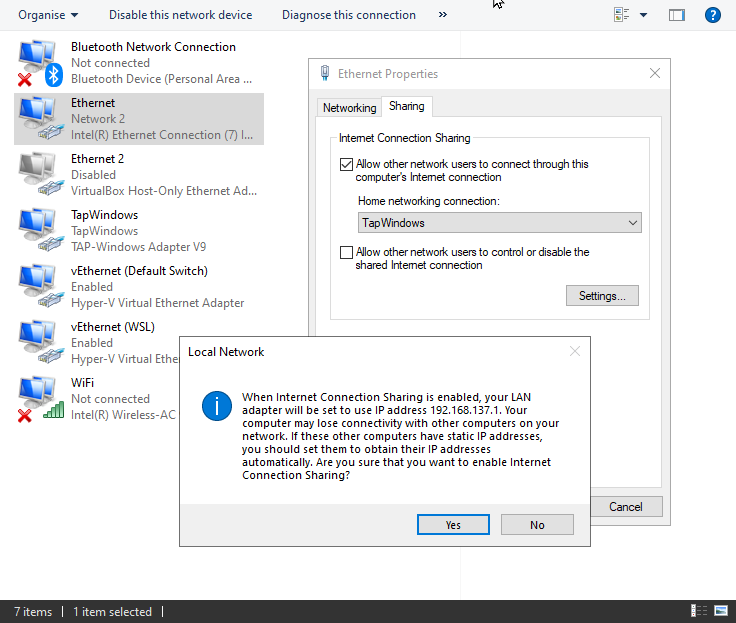 Organise Disable this network device Diagnose this connection »
Bluetooth Network Connection
Not connected
Bluetooth Device (Personal Area ...
Ethernet
Network 2
Intel(R) Ethernet Connection (7) I...
Ethernet 2
Disabled
VirtualBox Host-Only Ethernet Ad...
TapWindows
TapWindows
TAP-Windows Adapter V9
vEthernet (Default Switch)
Enabled
Hyper-V Virtual Ethernet Adapter
vEthernet (WSL)
Enabled
Hyper-V Virtual Ethe
WiFi
Not connected
Intel(R) Wireless-AC
Ethernet Properties
Networking Sharing
Internet Connection Sharing
Allow other network users to connect through this
computer's Internet connection
Home networking connection:
TapWindows
Allow other network users to control or disable the
shared Internet connection
Settings...
Cancel
Local Network
When Internet Connection Sharing is enabled, your LAN
adapter will be set to use IP address 192.168.137.1. Your
computer may lose connectivity with other computers on your
network. If these other computers have static IP addresses,
you should set them to obtain their IP addresses
automatically. Are you sure that you want to enable Internet
Connection Sharing?
Yes No
7 items | 1 item selected |